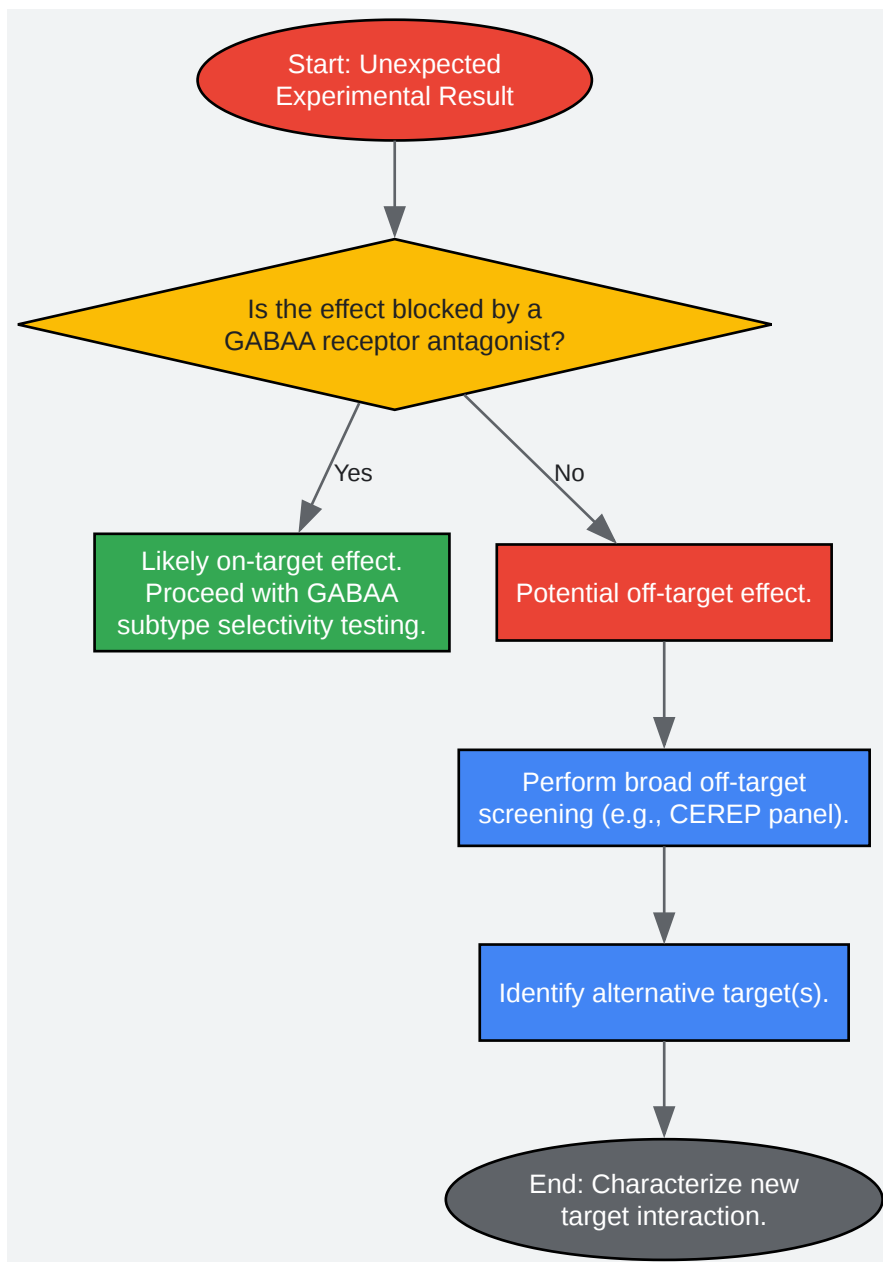 Start: Unexpected
Experimental Result
Is the effect blocked by a
GABAA receptor antagonist?
Yes
No
Likely on-target effect.
Proceed with GABAA
subtype selectivity testing.
Potential off-target effect.
Perform broad off-target
screening (e.g., CEREP panel).
Identify alternative target(s).
End: Characterize new
target interaction.